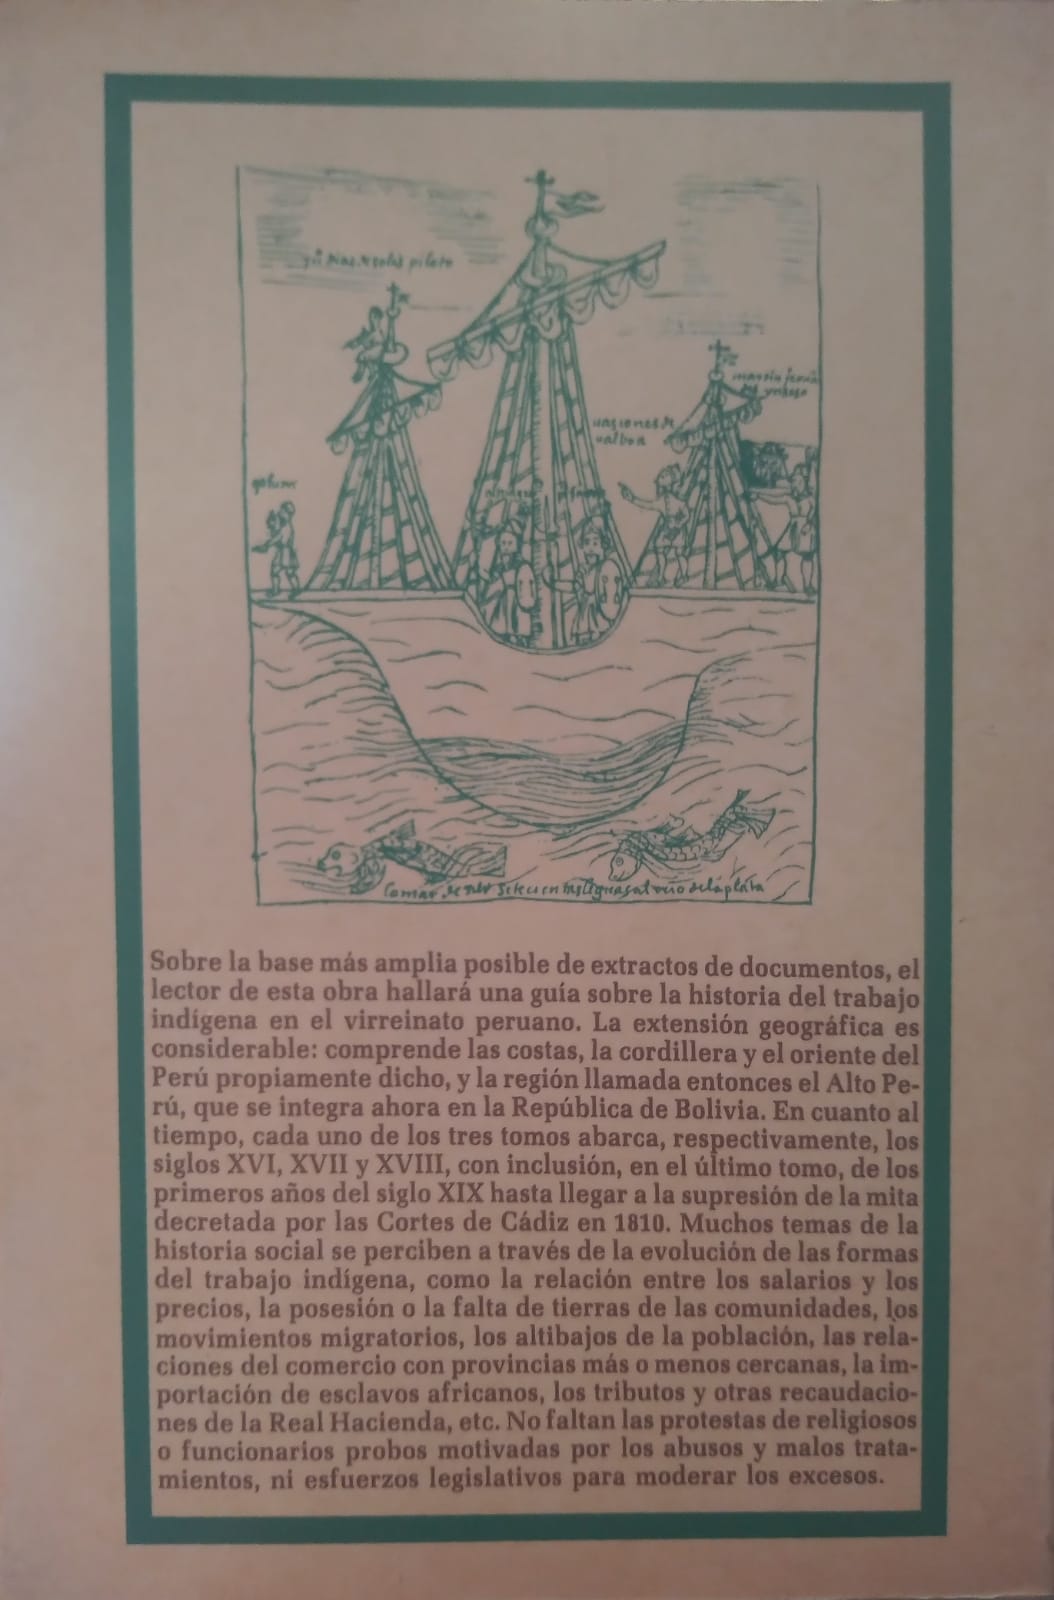 piloto
colum
uascones de
ualboa
almagro
pizarro
Sobre la base más amplia posible de extractos de documentos, el
lector de esta obra hallará una guía sobre la historia del trabajo
indígena en el virreinato peruano. La extensión geográfica es
considerable: comprende las costas, la cordillera y el oriente del
Perú propiamente dicho, y la región llamada entonces el Alto Pe-
rú, que se integra ahora en la República de Bolivia. En cuanto al
tiempo, cada uno de los tres tomos abarca, respectivamente, los
siglos XVI, XVII y XVIII, con inclusión, en el último tomo, de los
primeros años del siglo XIX hasta llegar a la supresión de la mita
decretada por las Cortes de Cádiz en 1810. Muchos temas de la
historia social se perciben a través de la evolución de las formas
del trabajo indígena, como la relación entre los salarios y los
precios, la posesión o la falta de tierras de las comunidades, los
movimientos migratorios, los altibajos de la población, las rela-
ciones del comercio con provincias más o menos cercanas, la im-
portación de esclavos africanos, los tributos y otras recaudacio-
nes de la Real Hacienda, etc. No faltan las protestas de religiosos
o funcionarios probos motivadas por los abusos y malos trata-
mientos, ni esfuerzos legislativos para moderar los excesos.